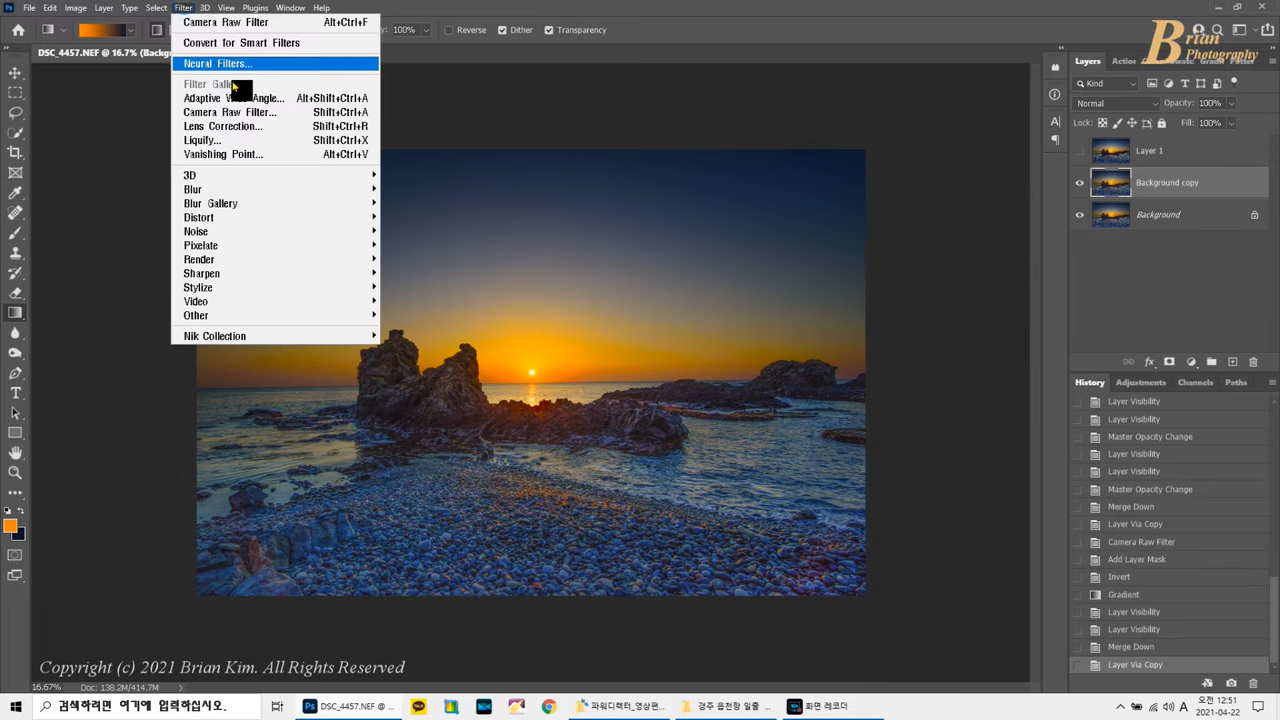 File Edit Image Layer Type Select Filter 3D View Plugins Window Help
100% Reverse Dither Transparency
Brian Photography
DSC_4457.NEF @ 16.7% (Backg
Camera Raw Filter Alt+Ctrl+F
Convert for Smart Filters
Neural Filters...
Filter Galle
Adaptive Wide Angle... Alt+Shift+Ctrl+A
Camera Raw Filter... Shift+Ctrl+A
Lens Correction... Shift+Ctrl+R
Liquify... Shift+Ctrl+X
Vanishing Point... Alt+Ctrl+V
3D
Blur
Blur Gallery
Distort
Noise
Pixelate
Render
Sharpen
Stylize
Video
Other
Nik Collection
Layers Action
Kind
Normal Opacity: 100%
Lock: Fill: 100%
Layer 1
Background copy
Background
History Adjustments Channels Paths
Layer Visibility
Layer Visibility
Master Opacity Change
Layer Visibility
Layer Visibility
Master Opacity Change
Merge Down
Layer Via Copy
Camera Raw Filter
Add Layer Mask
Invert
Gradient
Layer Visibility
Layer Visibility
Merge Down
Layer Via Copy
Copyright (c) 2021 Brian Kim. All Rights Reserved
16.67% Doc: 138.2M/414.7M
검색하려면 여기에 입력하십시오.
DSC_4457.NEF ...
파워디렉터_영상편...
경주 읍천항 일출 ...
화면 레코더
A
오전 12:51
2021-04-22